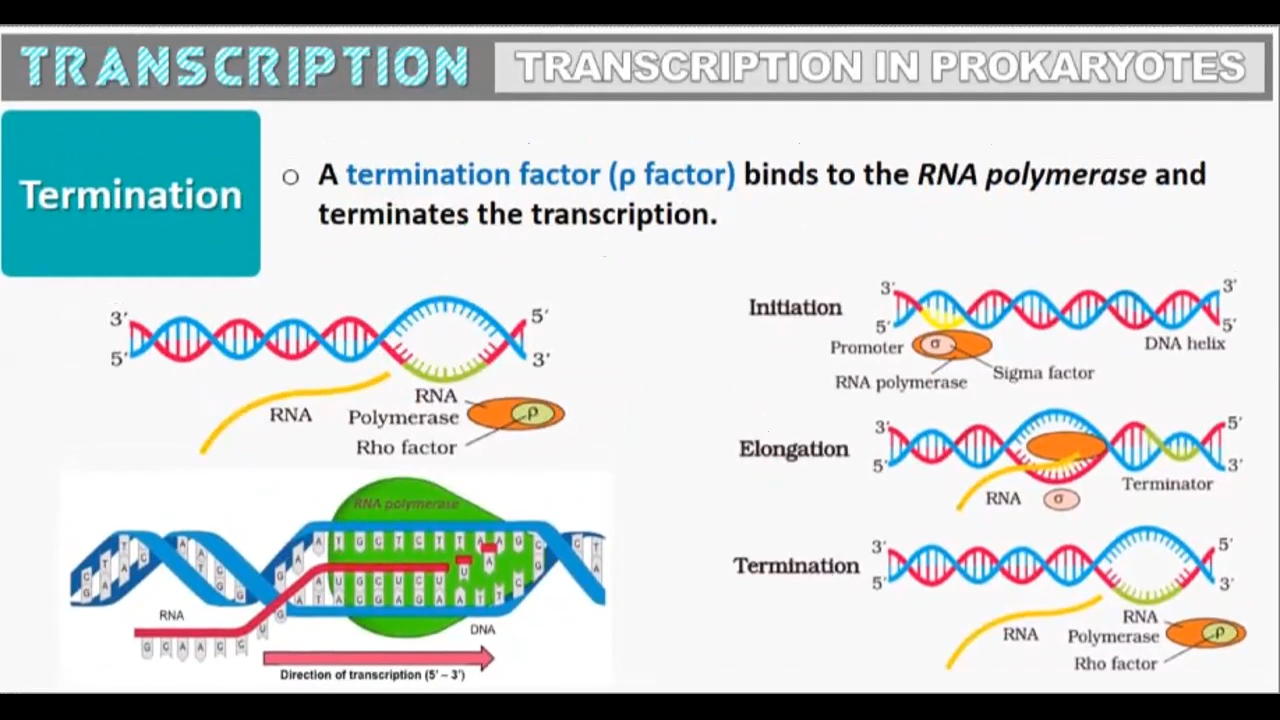 TRANSCRIPTION
TRANSCRIPTION IN PROKARYOTES
Termination
A termination factor (ρ factor) binds to the RNA polymerase and
terminates the transcription.
3′
5′
5′
3′
RNA
RNA
Polymerase
Rho factor
ρ
RNA polymerase
RNA
DNA
Direction of transcription (5′ – 3′)
Initiation
3′
5′
3′
5′
Promoter
σ
RNA polymerase
Sigma factor
DNA helix
Elongation
3′
5′
5′
3′
RNA
σ
Terminator
Termination
3′
5′
5′
3′
RNA
RNA
Polymerase
Rho factor
ρ